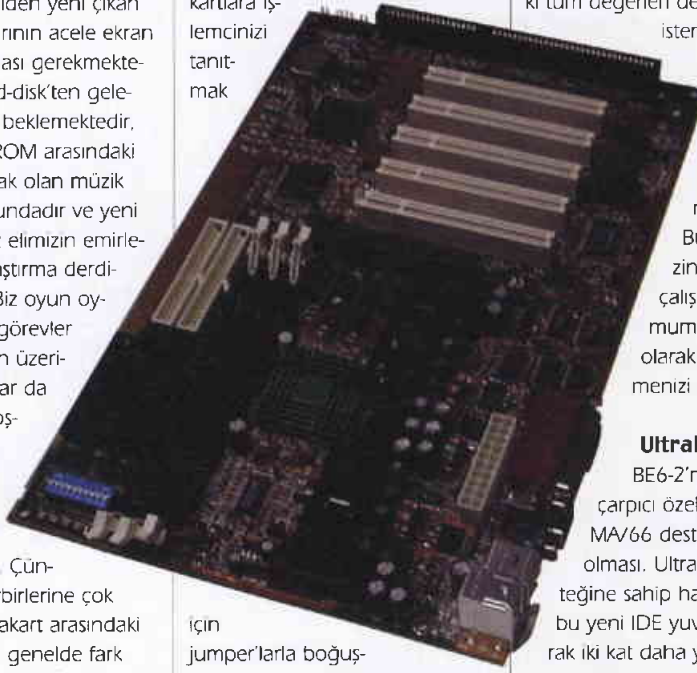 iden yeni çıkan
rının acele ekran
ası gerekmekte-
d-disk'ten gele-
beklemektedir,
ROM arasındaki
ak olan müzik
undadır ve yeni
elimizin emirle-
ştırma derdi-
Biz oyun oy-
görevler
n üzeri-
ar da
oş-
Çün-
birlerine çok
akart arasındaki
genelde fark
kartlara iş-
lemcinizi
tanıt-
mak
için
jumper'larla boğuş-
ki tüm değerleri de
ister
Bu
zin
çalış
mum
olarak
menizi
Ultra
BE6-2'n
çarpıcı özel
MA/66 dest
olması. Ultra
teğine sahip ha
bu yeni IDE yuv
rak iki kat daha y